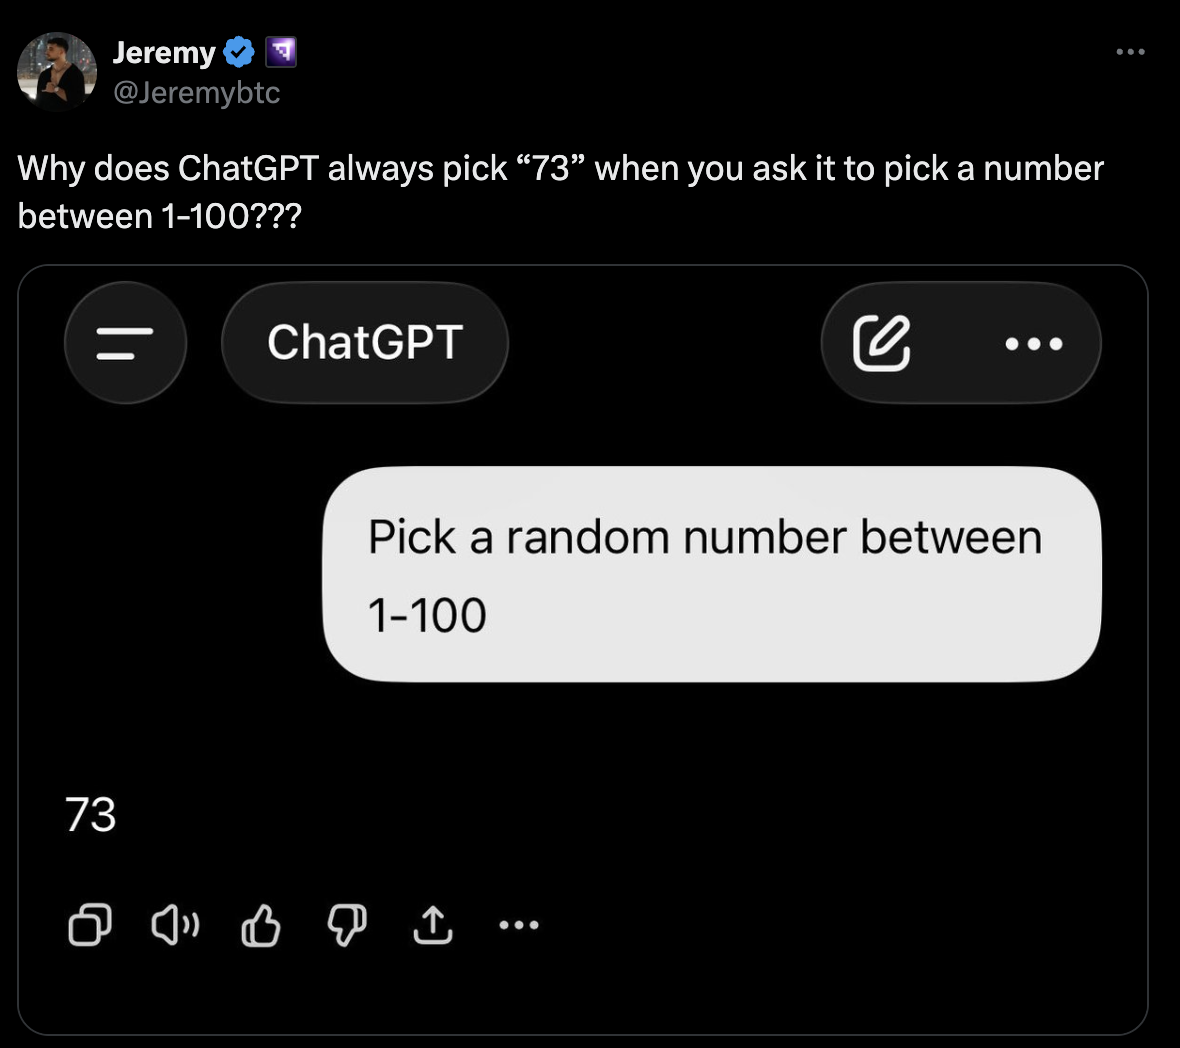 Jeremy
@Jeremybtc
Why does ChatGPT always pick “73” when you ask it to pick a number
between 1-100???
ChatGPT
Pick a random number between
1-100
73